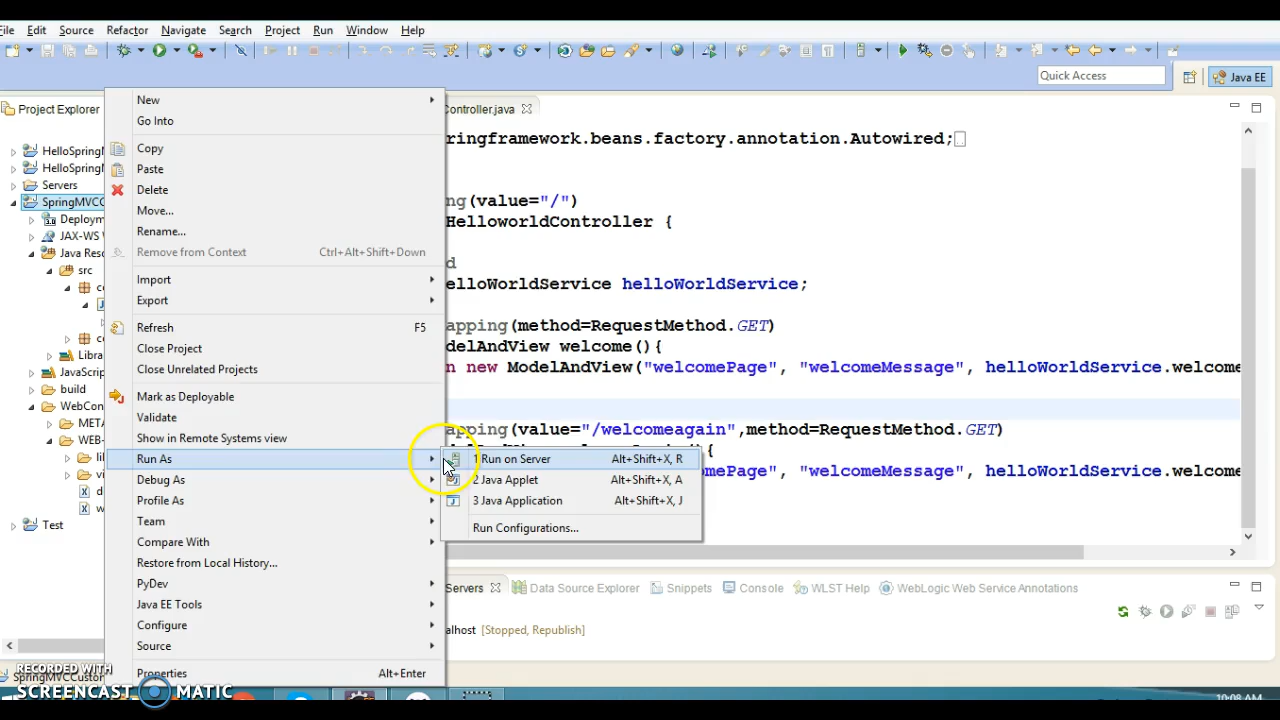 File Edit Source Refactor Navigate Search Project Run Window Help
Quick Access
Java EE
Project Explorer
Controller.java
HelloSpring
HelloSpring
Servers
SpringMVCC
Deploym
JAX-WS
Java Reso
src
Libra
JavaScrip
build
WebCon
META
WEB-
lib
Test
New
Go Into
Copy
Paste
Delete
Move...
Rename...
Remove from Context Ctrl+Alt+Shift+Down
Import
Export
Refresh F5
Close Project
Close Unrelated Projects
Mark as Deployable
Validate
Show in Remote Systems view
Run As
Debug As
Profile As
Team
Compare With
Restore from Local History...
PyDev
Java EE Tools
Configure
Source
Properties Alt+Enter
1 Run on Server Alt+Shift+X, R
2 Java Applet Alt+Shift+X, A
3 Java Application Alt+Shift+X, J
Run Configurations...
ringframework.beans.factory.annotation.Autowired;
ng(value="/")
HelloworldController {
d
elloWorldService helloWorldService;
apping(method=RequestMethod.GET)
delAndView welcome(){
n new ModelAndView("welcomePage", "welcomeMessage", helloWorldService.welcome
apping(value="/welcomeagain",method=RequestMethod.GET)
{
omePage", "welcomeMessage", helloWorldService.welcome
Servers Data Source Explorer Snippets Console WLST Help WebLogic Web Service Annotations
alhost [Stopped, Republish]
SpringMVCCustom
RECORDED WITH
SCREENCAST MATIC
10:08 AM